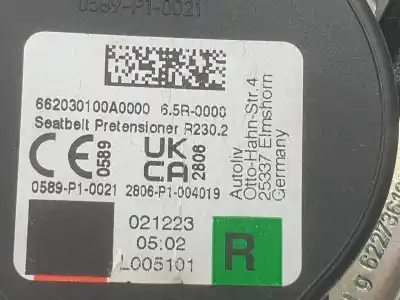 0589-P1-0021
662030100A0000 6.5R-0000
Seatbelt Pretensioner R230.2
CE 0589
UK CA 2806
Autoliv
Otto-Hahn-Str.4
25337 Elmshorn
Germany
0589-P1-0021 2806-P1-004019
021223
05:02
L005101
R